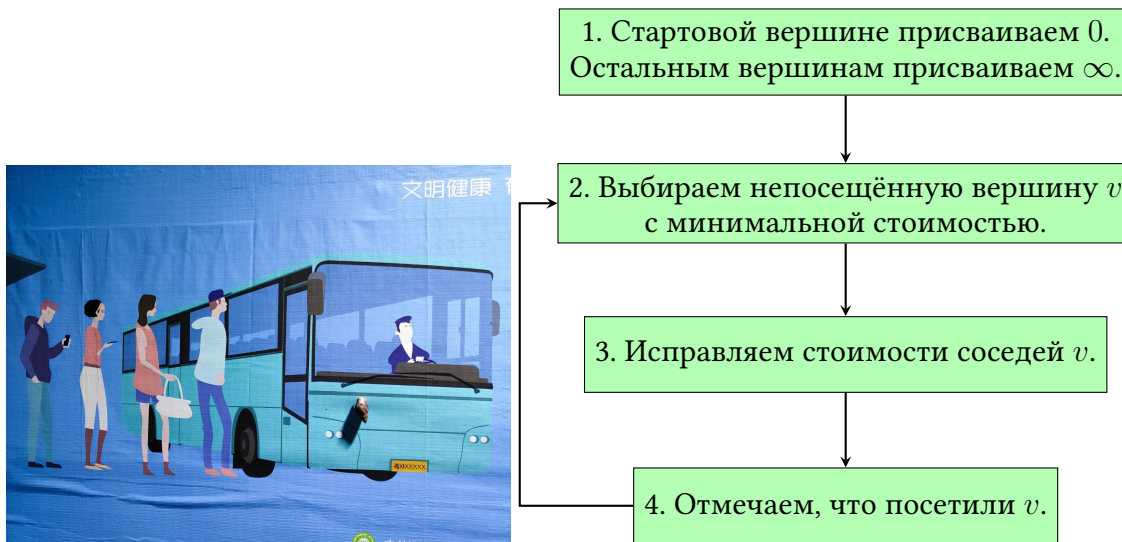 1. Стартовой вершине присваиваем 0.
Остальным вершинам присваиваем ∞.
文明健康
2. Выбираем непосещённую вершину v
с минимальной стоимостью.
3. Исправляем стоимости соседей v.
4. Отмечаем, что посетили v.